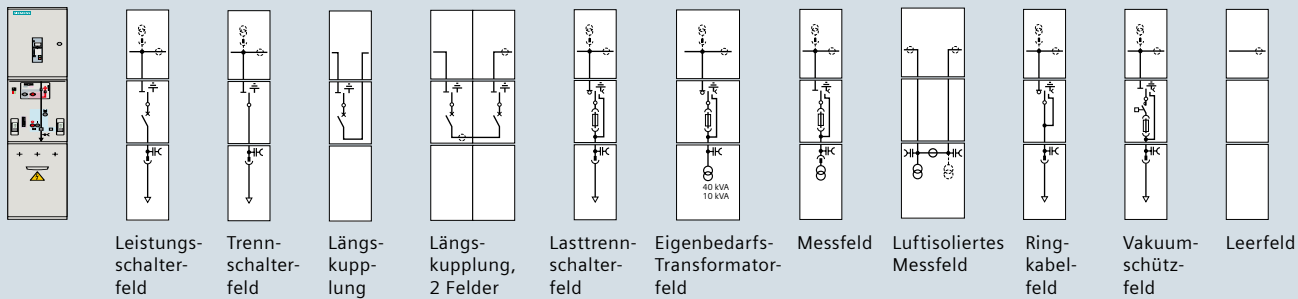 SIEMENS
40 kVA
10 kVA
Leistungs-
schalter-
feld
Trenn-
schalter-
feld
Längs-
kupp-
lung
Längs-
kupplung,
2 Felder
Lasttrenn-
schalter-
feld
Eigenbedarfs-
Transformator-
feld
Messfeld
Luftisoliertes
Messfeld
Ring-
kabel-
feld
Vakuum-
schütz-
feld
Leerfeld